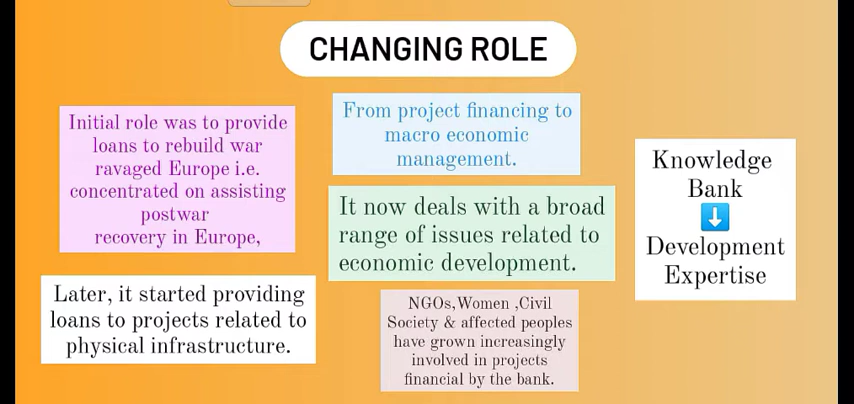 CHANGING ROLE
Initial role was to provide
loans to rebuild war
ravaged Europe i.e.
concentrated on assisting
postwar
recovery in Europe,
Later, it started providing
loans to projects related to
physical infrastructure.
From project financing to
macro economic
management.
It now deals with a broad
range of issues related to
economic development.
NGOs,Women ,Civil
Society & affected peoples
have grown increasingly
involved in projects
financial by the bank.
Knowledge
Bank
Development
Expertise